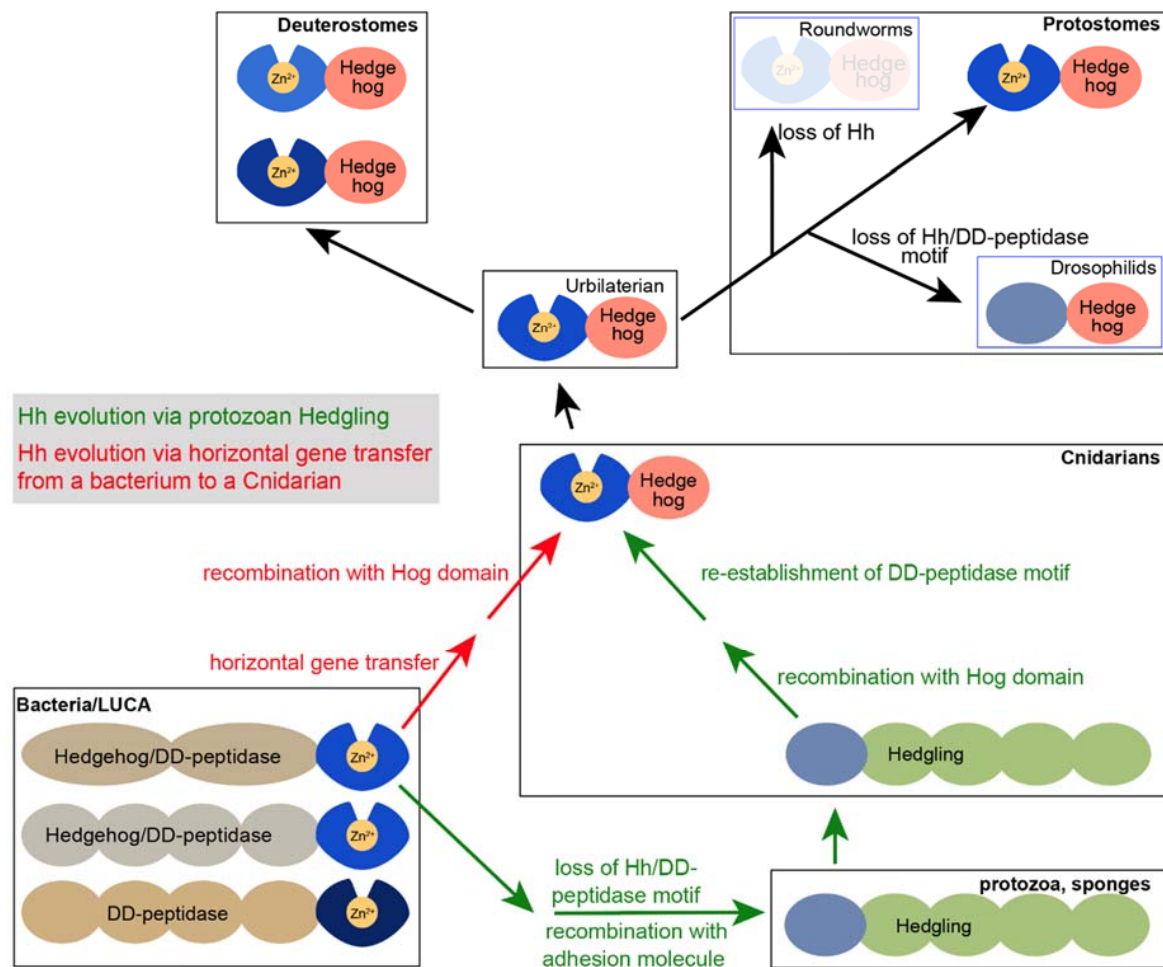 Deuterostomes
Zn²⁺
Hedge
hog
Zn²⁺
Hedge
hog
Roundworms
Zn²⁺
Hedge
hog
Protostomes
Zn²⁺
Hedge
hog
loss of Hh
loss of Hh/DD-peptidase
motif
Drosophilids
Hedge
hog
Urbilaterian
Zn²⁺
Hedge
hog
Hh evolution via protozoan Hedgling
Hh evolution via horizontal gene transfer
from a bacterium to a Cnidarian
Cnidarians
Zn²⁺
Hedge
hog
recombination with Hog domain
re-establishment of DD-peptidase motif
horizontal gene transfer
recombination with Hog domain
Bacteria/LUCA
Hedgehog/DD-peptidase
Zn²⁺
Hedgling
Hedgehog/DD-peptidase
Zn²⁺
DD-peptidase
Zn²⁺
loss of Hh/DD-
peptidase motif
recombination with
adhesion molecule
protozoa, sponges
Hedgling